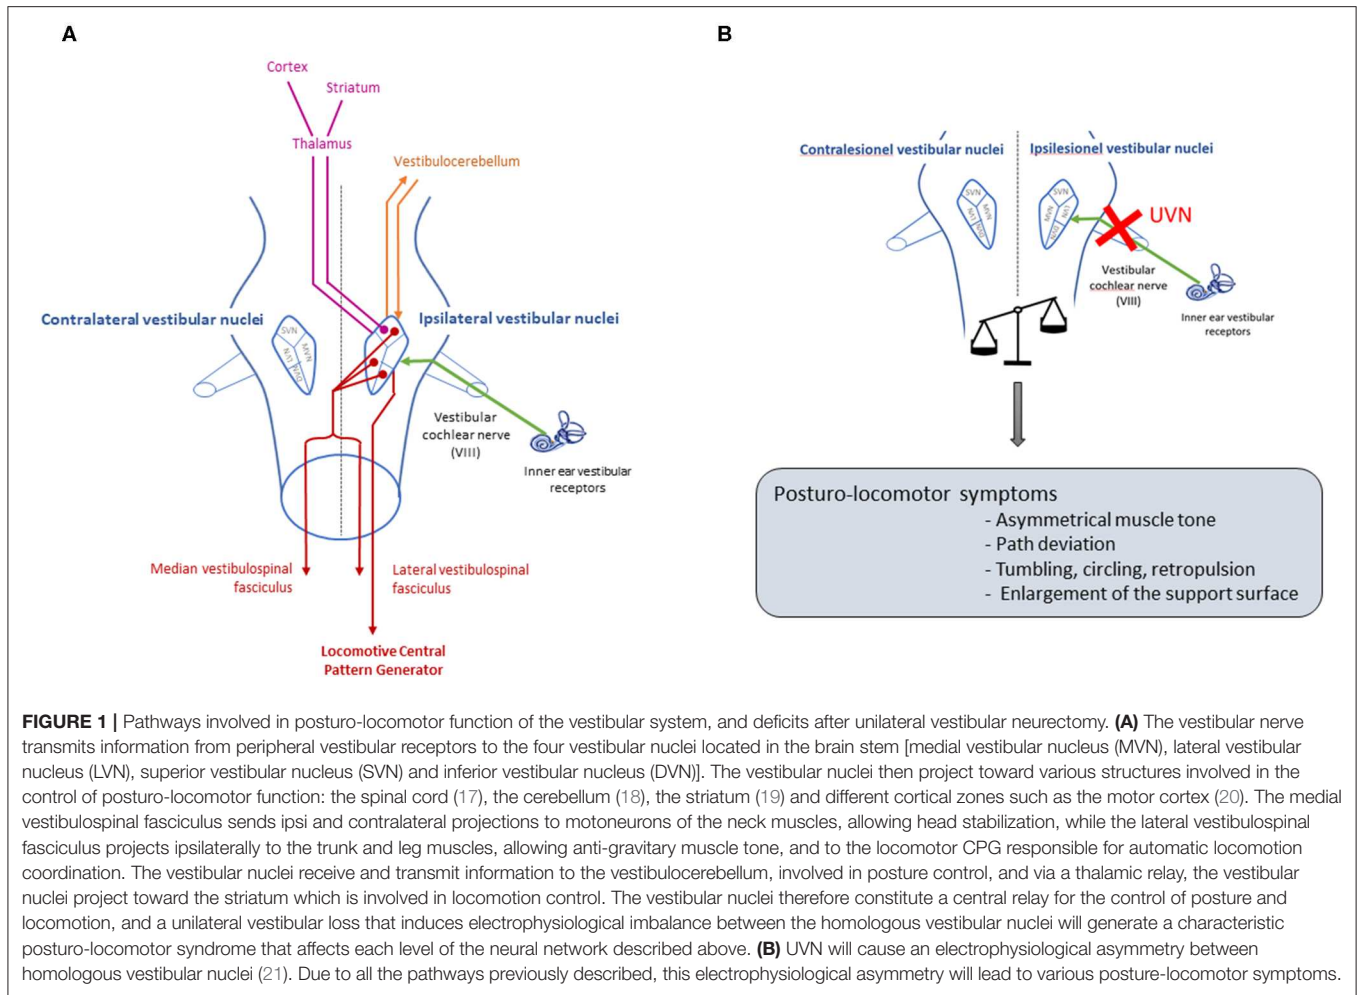 A
Cortex
Striatum
Thalamus
Vestibulocerebellum
Contralateral vestibular nuclei
Ipsilateral vestibular nuclei
SVN
MVN
LVN
DVN
Vestibular
cochlear nerve
(VIII)
Inner ear vestibular
receptors
Median vestibulospinal
fasciculus
Lateral vestibulospinal
fasciculus
Locomotive Central
Pattern Generator
B
Contralesionel vestibular nuclei
Ipsilesionel vestibular nuclei
SVN
MVN
LVN
DVN
SVN
MVN
LVN
DVN
UVN
Vestibular
cochlear nerve
(VIII)
Inner ear vestibular
receptors
Posturo-locomotor symptoms
- Asymmetrical muscle tone
- Path deviation
- Tumbling, circling, retropulsion
- Enlargement of the support surface
FIGURE 1 | Pathways involved in posturo-locomotor function of the vestibular system, and deficits after unilateral vestibular neurectomy. (A) The vestibular nerve
transmits information from peripheral vestibular receptors to the four vestibular nuclei located in the brain stem [medial vestibular nucleus (MVN), lateral vestibular
nucleus (LVN), superior vestibular nucleus (SVN) and inferior vestibular nucleus (DVN)]. The vestibular nuclei then project toward various structures involved in the
control of posturo-locomotor function: the spinal cord (17), the cerebellum (18), the striatum (19) and different cortical zones such as the motor cortex (20). The medial
vestibulospinal fasciculus sends ipsi and contralateral projections to motoneurons of the neck muscles, allowing head stabilization, while the lateral vestibulospinal
fasciculus projects ipsilaterally to the trunk and leg muscles, allowing anti-gravitary muscle tone, and to the locomotor CPG responsible for automatic locomotion
coordination. The vestibular nuclei receive and transmit information to the vestibulocerebellum, involved in posture control, and via a thalamic relay, the vestibular
nuclei project toward the striatum which is involved in locomotion control. The vestibular nuclei therefore constitute a central relay for the control of posture and
locomotion, and a unilateral vestibular loss that induces electrophysiological imbalance between the homologous vestibular nuclei will generate a characteristic
posturo-locomotor syndrome that affects each level of the neural network described above. (B) UVN will cause an electrophysiological asymmetry between
homologous vestibular nuclei (21). Due to all the pathways previously described, this electrophysiological asymmetry will lead to various posture-locomotor symptoms.